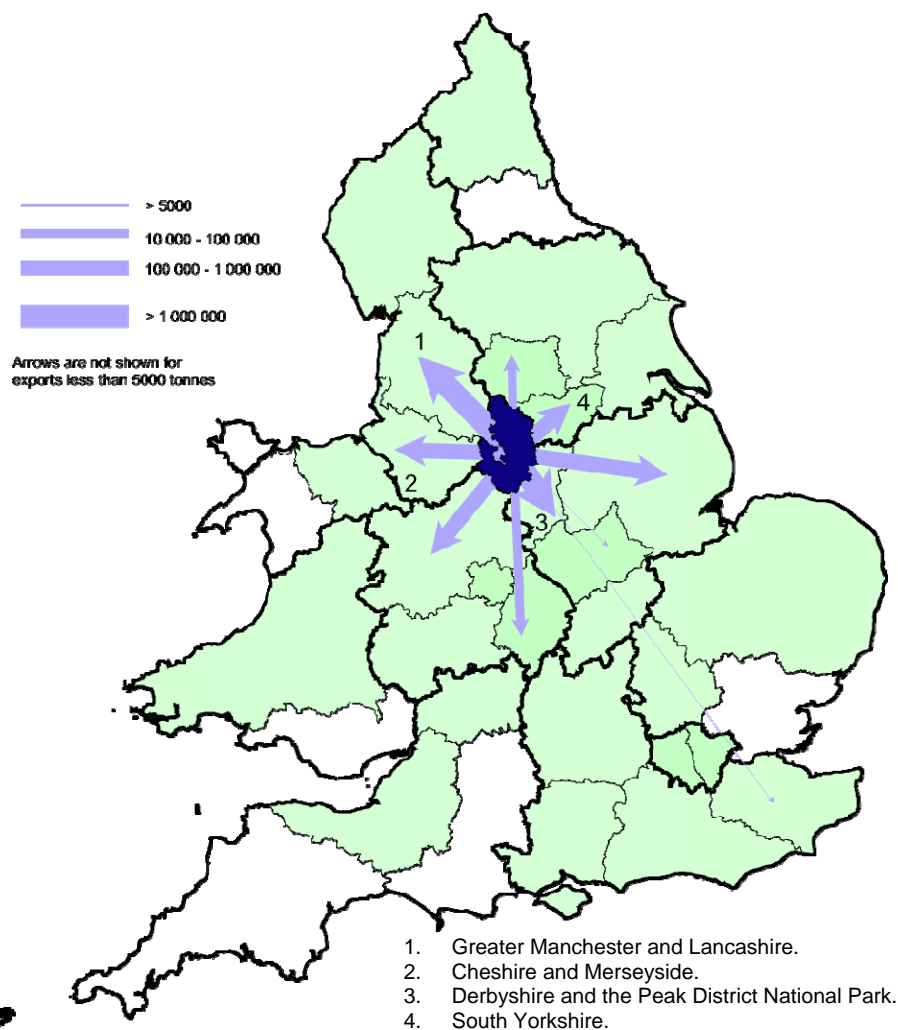 > 5000
10 000 - 100 000
100 000 - 1 000 000
> 1 000 000
Arrows are not shown for
exports less than 5000 tonnes
1
4
2
3
1. Greater Manchester and Lancashire.
2. Cheshire and Merseyside.
3. Derbyshire and the Peak District National Park.
4. South Yorkshire.